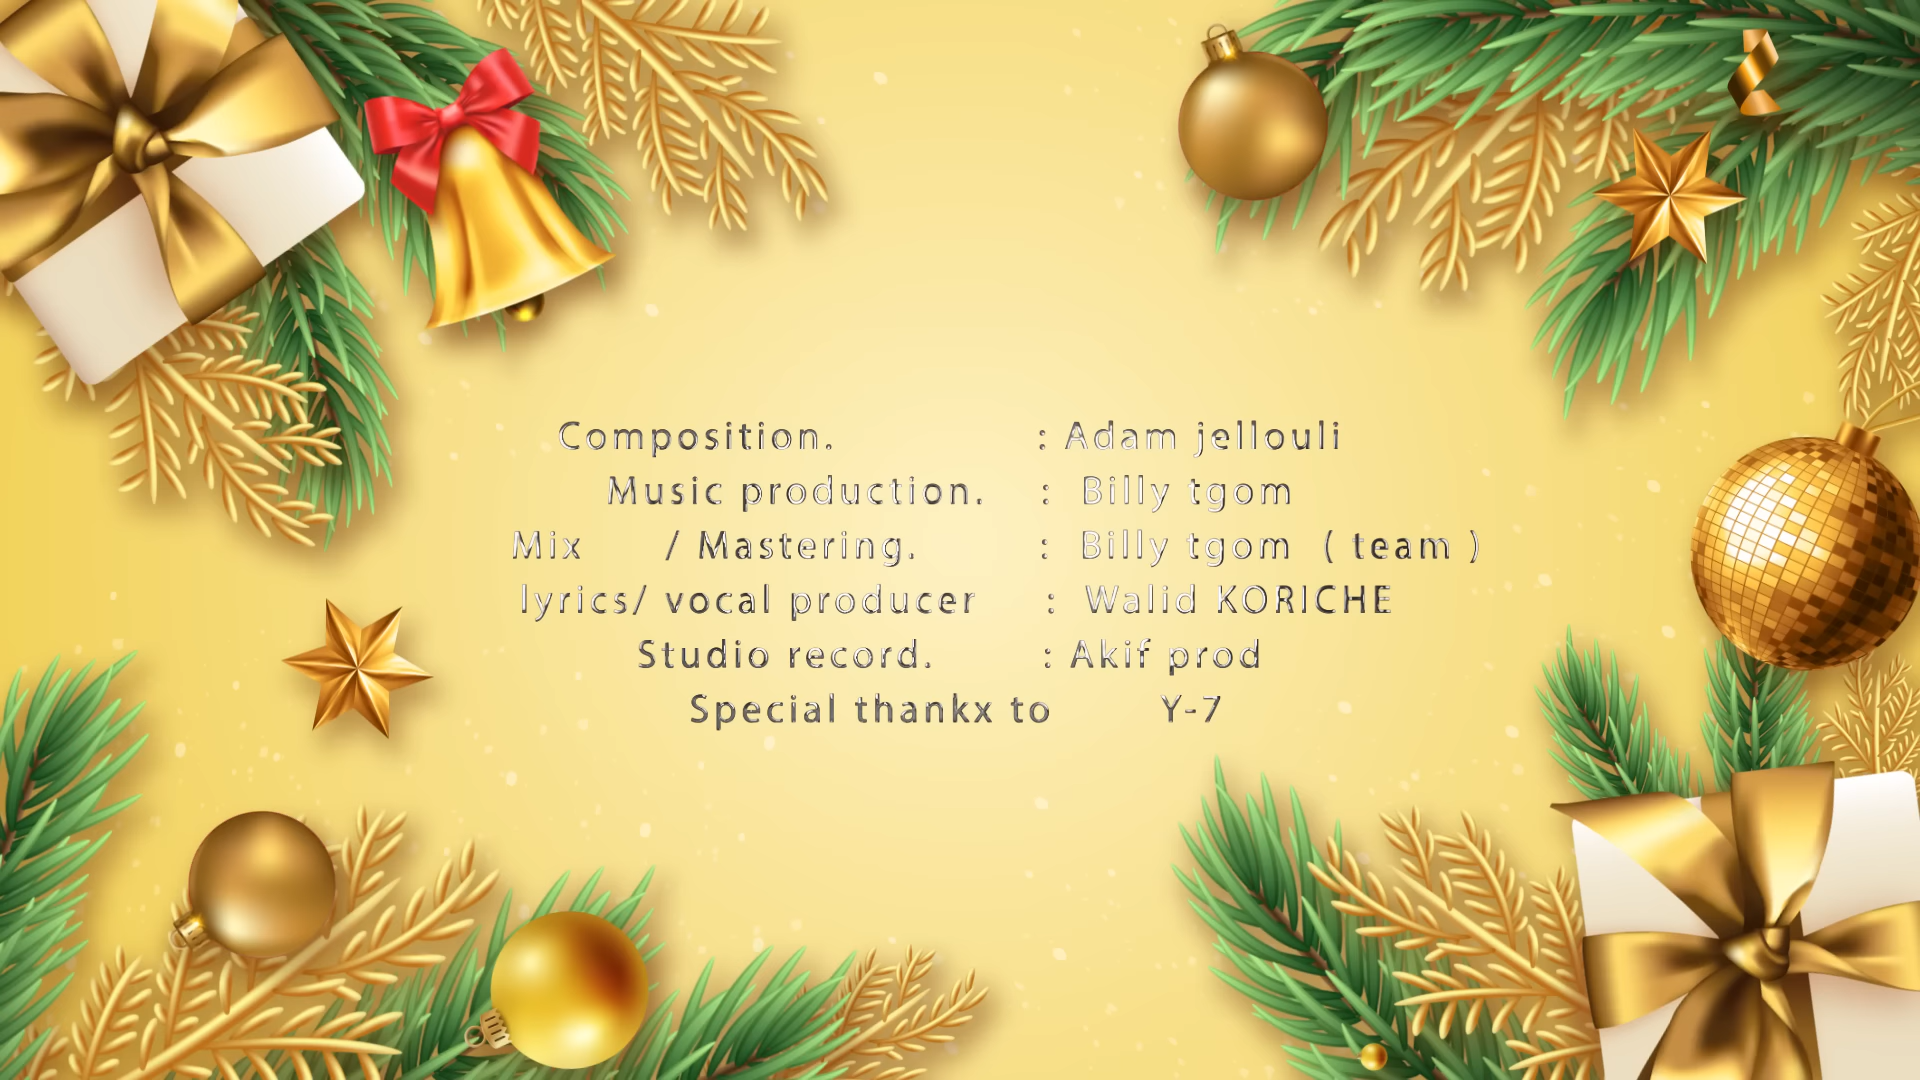 Composition. : Adam jellouli
Music production. : Billy tgom
Mix / Mastering. : Billy tgom ( team )
lyrics/ vocal producer : Walid KORICHE
Studio record. : Akif prod
Special thankx to Y-7